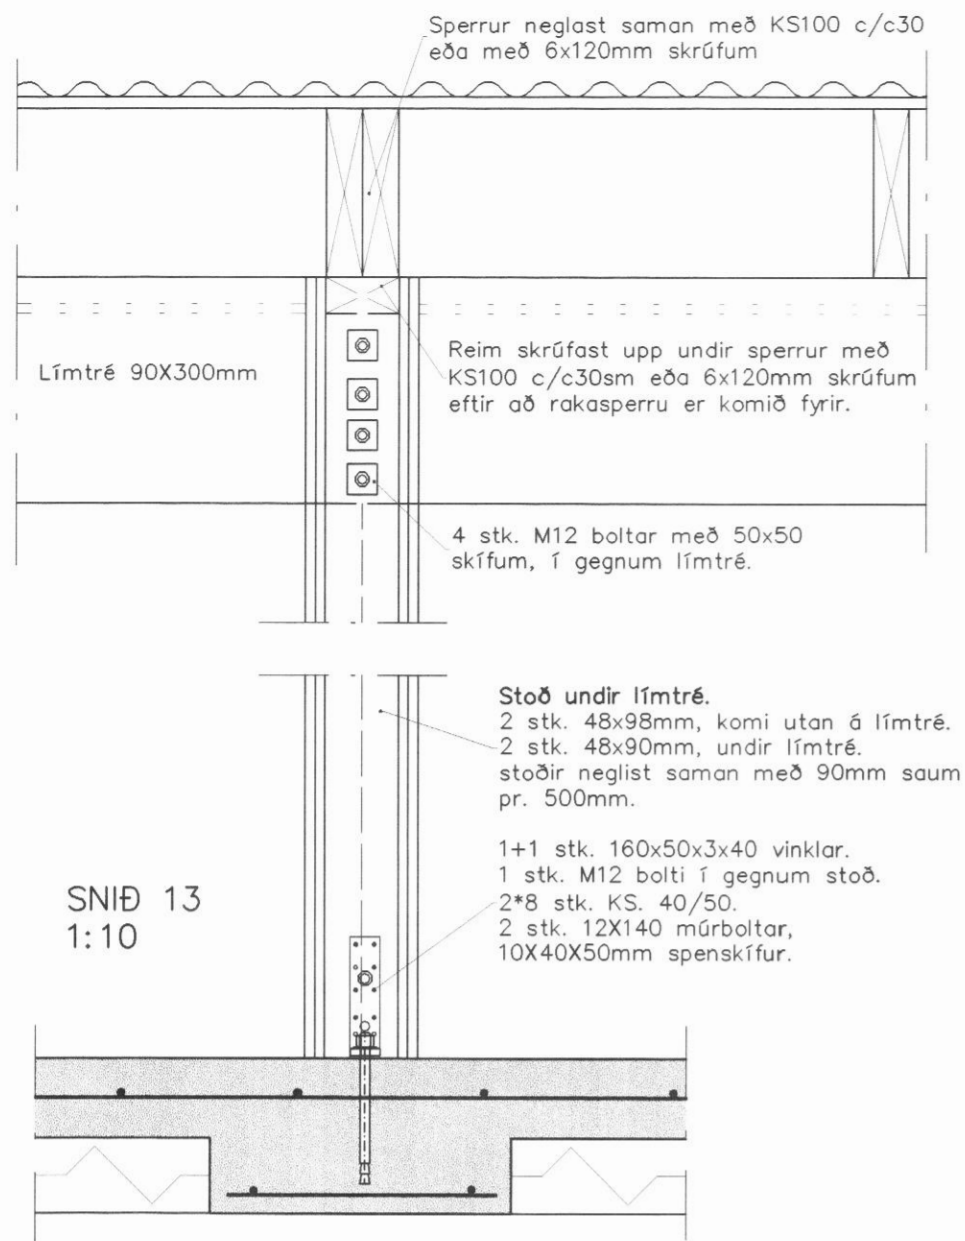 Sperrur neglast saman með KS100 c/c30
eða með 6x120mm skrúfum
Límtré 90X300mm
Reim skrúfast upp undir sperrur með
KS100 c/c30sm eða 6x120mm skrúfum
eftir að rakasperru er komið fyrir.
4 stk. M12 boltar með 50x50
skífum, í gegnum límtré.
Stoð undir límtré.
2 stk. 48x98mm, komi utan á límtré.
2 stk. 48x90mm, undir límtré.
stoðir neglist saman með 90mm saum
pr. 500mm.
1+1 stk. 160x50x3x40 vinklar.
1 stk. M12 bolti í gegnum stoð.
2*8 stk. KS. 40/50.
2 stk. 12X140 múrboltar,
10X40X50mm spenskífur.
SNIÐ 13
1:10